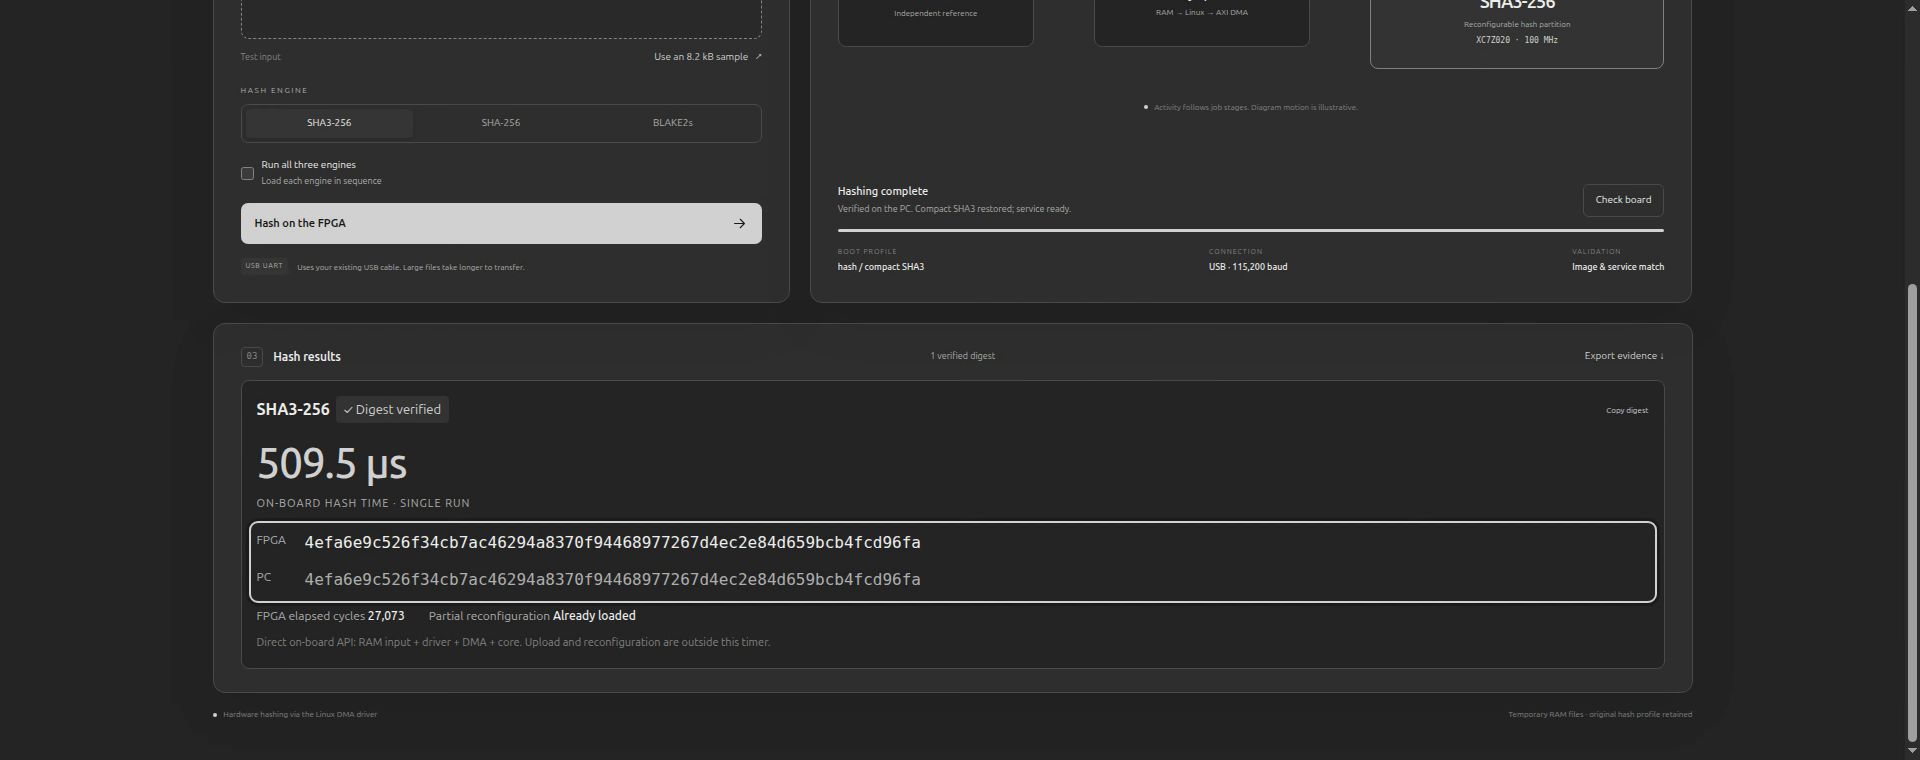 Test input
Use an 8.2 kB sample ↗
HASH ENGINE
SHA3-256
SHA-256
BLAKE2s
Run all three engines
Load each engine in sequence
Hash on the FPGA →
USB UART
Uses your existing USB cable. Large files take longer to transfer.
Independent reference
RAM → Linux → AXI DMA
SHA3-256
Reconfigurable hash partition
XC7Z020 · 100 MHz
Activity follows job stages. Diagram motion is illustrative.
Hashing complete
Verified on the PC. Compact SHA3 restored; service ready.
Check board
BOOT PROFILE
hash / compact SHA3
CONNECTION
USB · 115,200 baud
VALIDATION
Image & service match
03 Hash results
1 verified digest
Export evidence ↓
SHA3-256 ✓ Digest verified
Copy digest
509.5 µs
ON-BOARD HASH TIME · SINGLE RUN
FPGA 4efa6e9c526f34cb7ac46294a8370f94468977267d4ec2e84d659bcb4fcd96fa
PC 4efa6e9c526f34cb7ac46294a8370f94468977267d4ec2e84d659bcb4fcd96fa
FPGA elapsed cycles 27,073 Partial reconfiguration Already loaded
Direct on-board API: RAM input + driver + DMA + core. Upload and reconfiguration are outside this timer.
Hardware hashing via the Linux DMA driver
Temporary RAM files · original hash profile retained